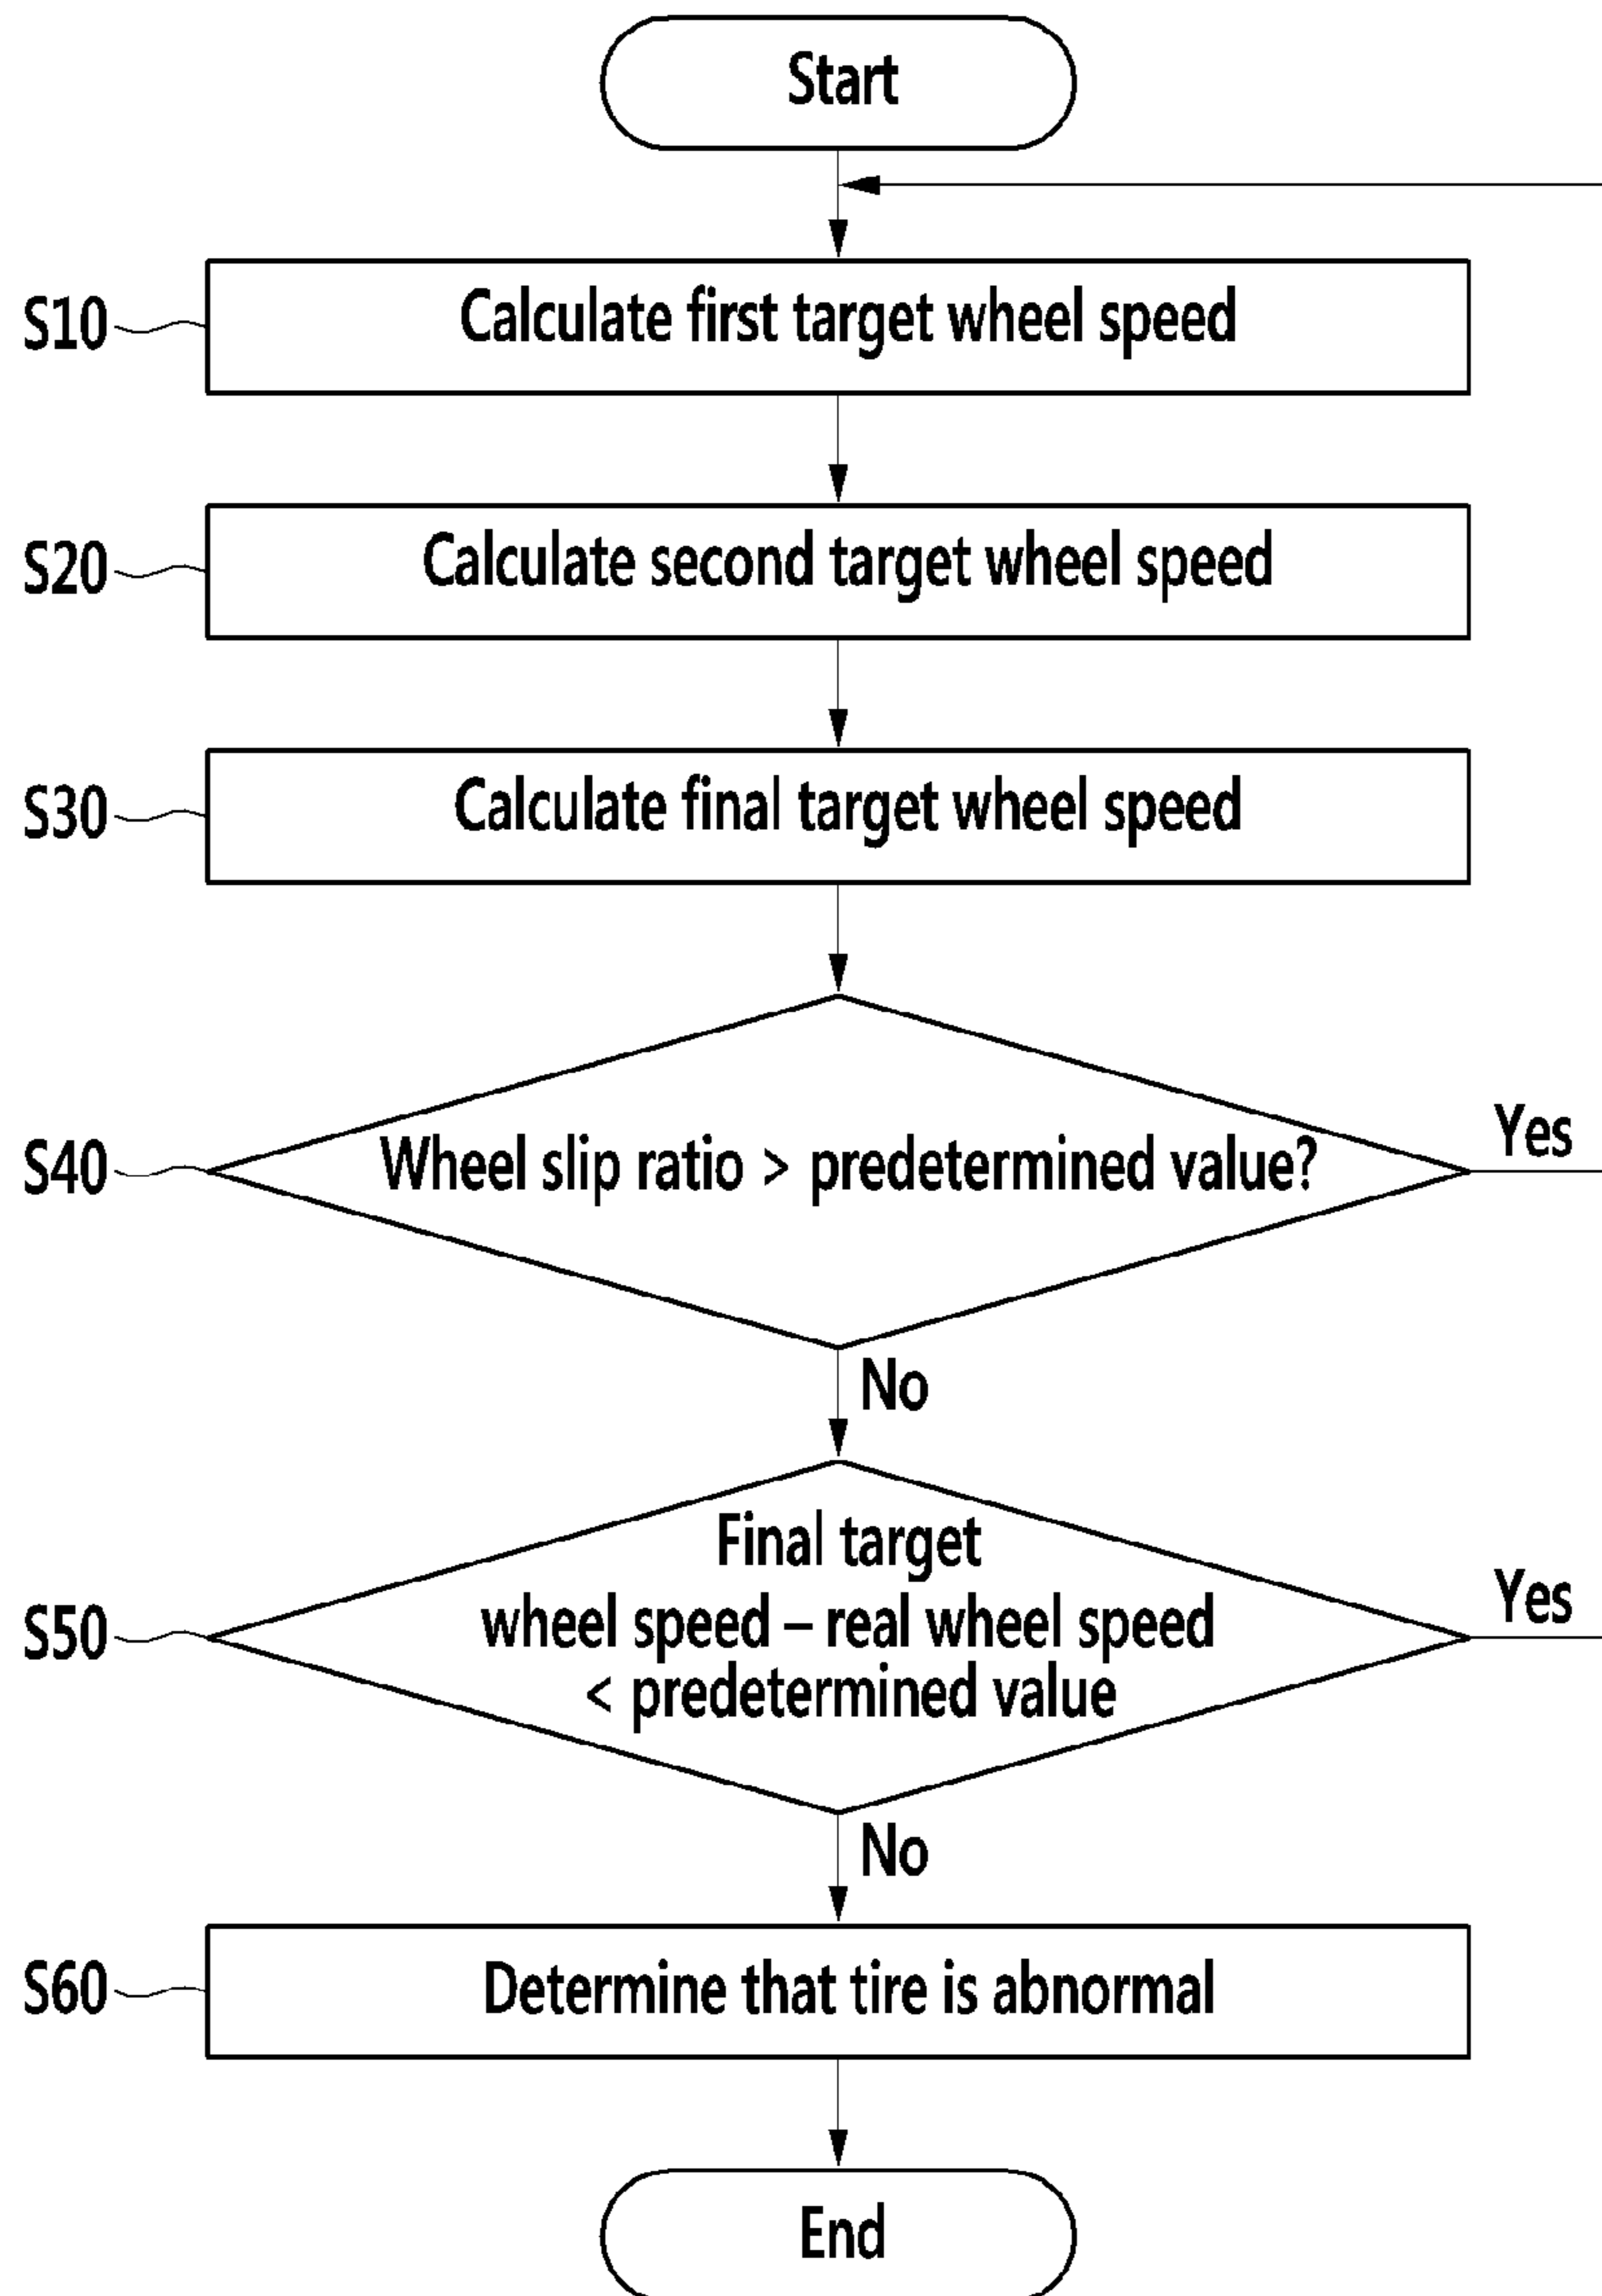 Start
S10
Calculate first target wheel speed
S20
Calculate second target wheel speed
S30
Calculate final target wheel speed
S40
Wheel slip ratio > predetermined value?
Yes
No
S50
Final target
wheel speed – real wheel speed
< predetermined value
Yes
No
S60
Determine that tire is abnormal
End